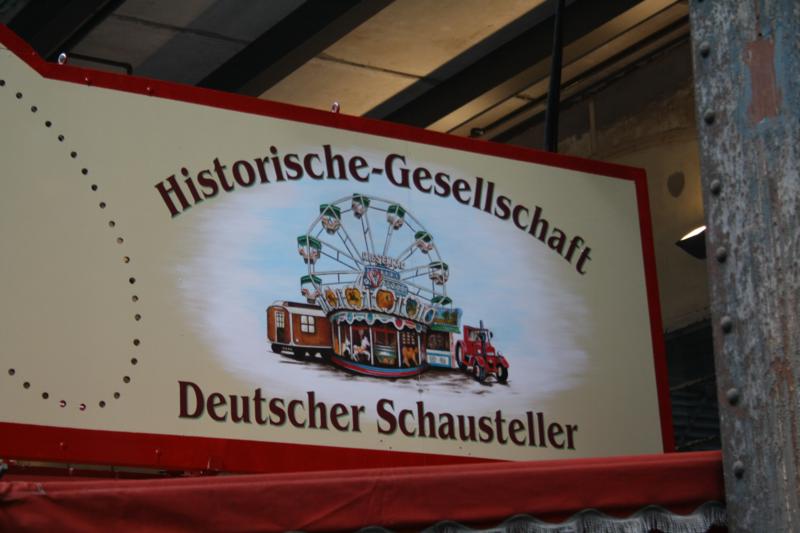 Historische-Gesellschaft
Deutscher Schausteller